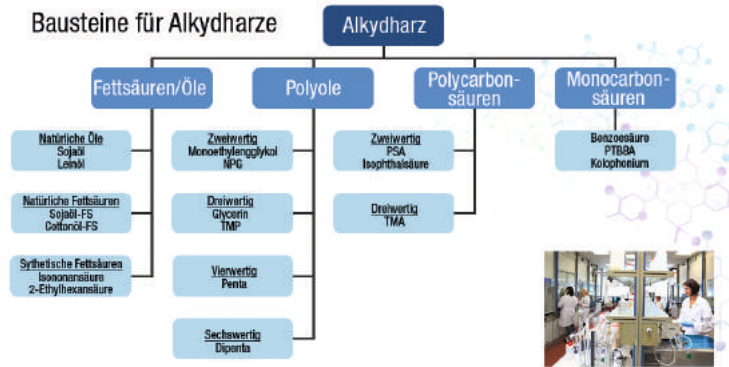 Bausteine für Alkydharze
Alkydharz
Fettsäuren/Öle
Polyole
Polycarbon-
säuren
Monocarbon-
säuren
Natürliche Öle
Sojaöl
Leinöl
Natürliche Fettsäuren
Sojaöl-FS
Cottonöl-FS
Sythetische Fettsäuren
Isononansäure
2-Ethylhexansäure
Zweiwertig
Monoethylengglykol
NPG
Dreiwertig
Glycerin
TMP
Vierwertig
Penta
Sechswertig
Dipenta
Zweiwertig
PSA
Isophthalsäure
Dreiwertig
TMA
Benzoesäure
PTBBA
Kolophonium